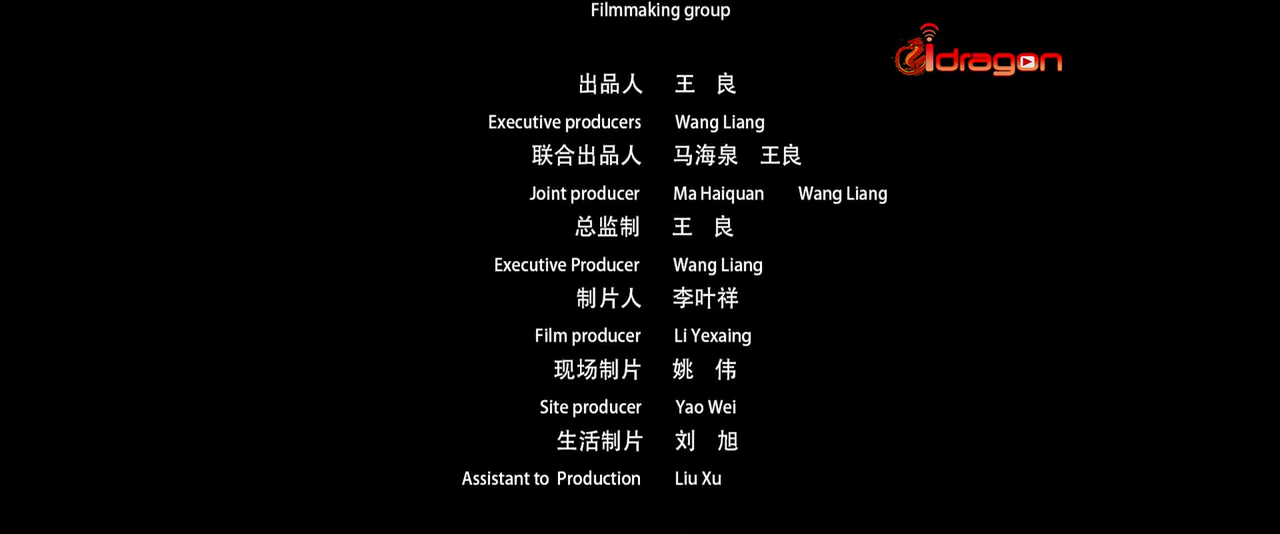 Filmmaking group
idragon
出品人 王 良
Executive producers Wang Liang
联合出品人 马海泉 王良
Joint producer Ma Haiquan Wang Liang
总监制 王 良
Executive Producer Wang Liang
制片人 李叶祥
Film producer Li Yexaing
现场制片 姚 伟
Site producer Yao Wei
生活制片 刘 旭
Assistant to Production Liu Xu